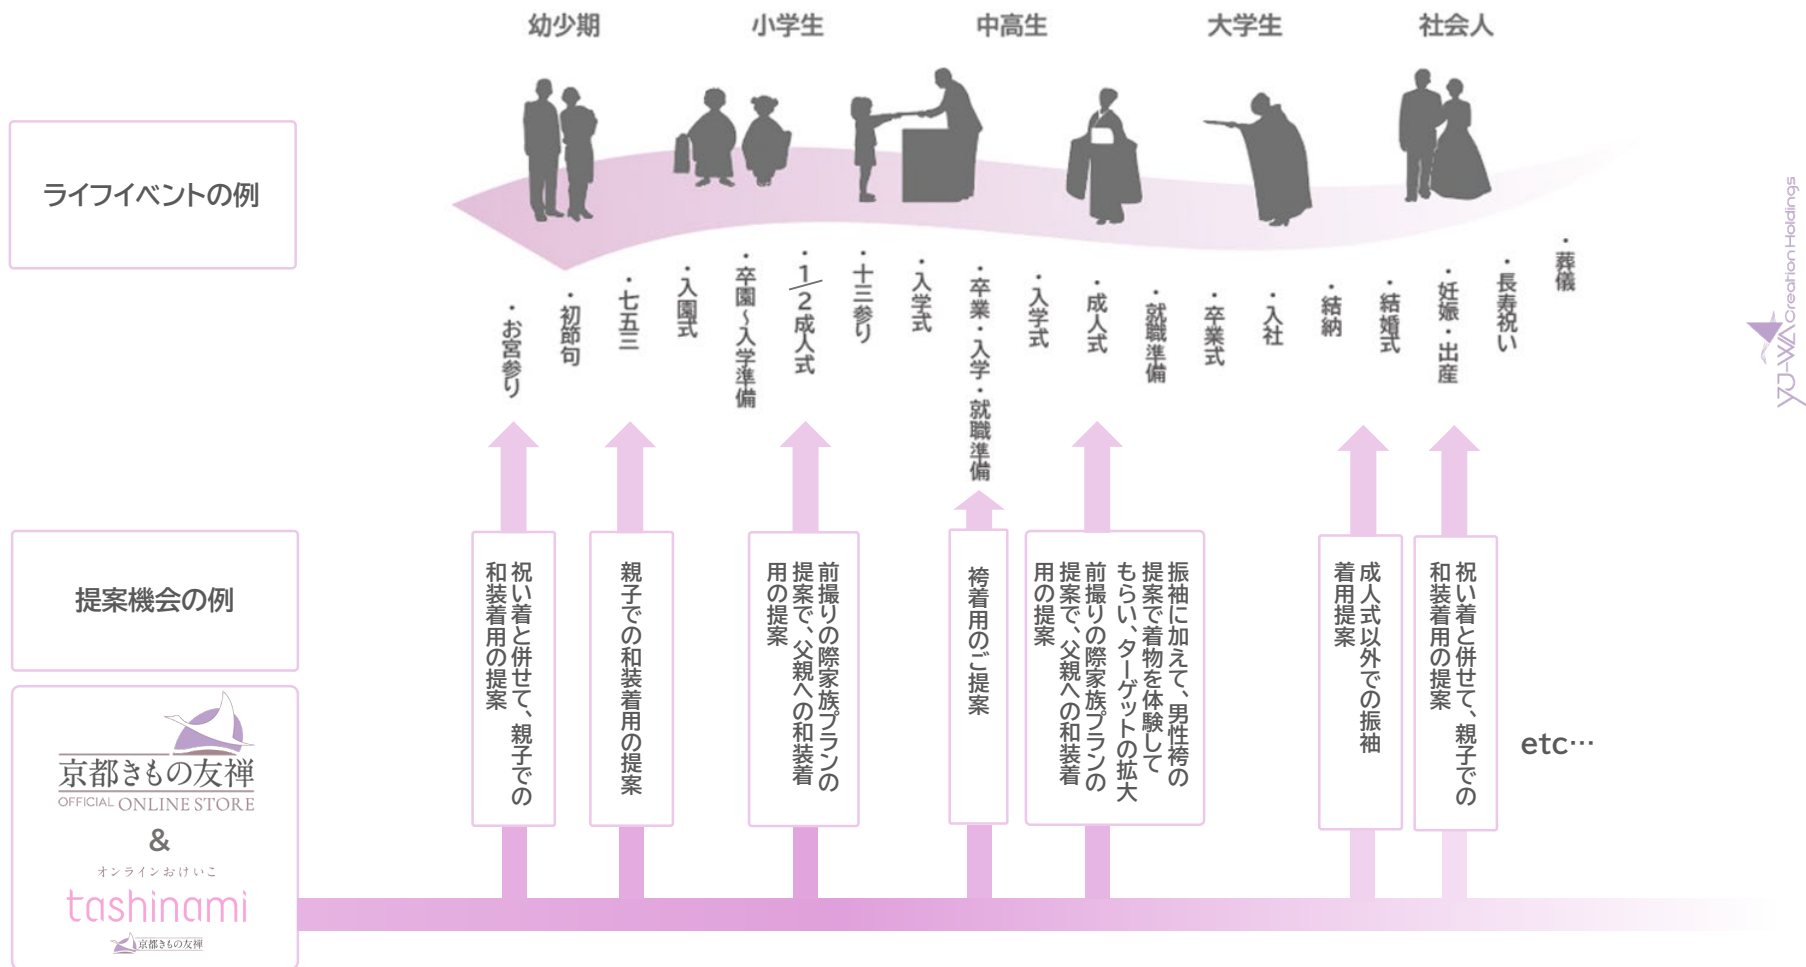 幼少期
小学生
中高生
大学生
社会人
ライフイベントの例
・お宮参り
・初節句
・七五三
・入園式
・卒園～入学準備
・1/2成人式
・十三参り
・入学式
・卒業・入学・就職準備
・入学式
・成人式
・就職準備
・卒業式
・入社
・結納
・結婚式
・妊娠・出産
・長寿祝い
・葬儀
提案機会の例
祝い着と併せて、親子での
和装着用の提案
親子での和装着用の提案
前撮りの際家族プランの
提案で、父親への和装着
用の提案
袴着用のご提案
振袖に加えて、男性袴の
提案で着物を体験して
もらい、ターゲットの拡大
前撮りの際家族プランの
提案で、父親への和装着
用の提案
成人式以外での振袖
着用提案
祝い着と併せて、親子での
和装着用の提案
etc…
京都きもの友禅
OFFICIAL ONLINE STORE
&
オンラインおけいこ
tashinami
京都きもの友禅
YU-WA Creation Holdings